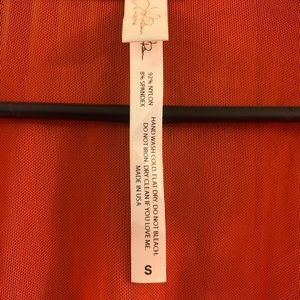 92% NYLON
8% SPANDEX
HAND WASH COLD. FLAT DRY. DO NOT BLEACH.
DO NOT IRON. DRY CLEAN IF YOU LOVE ME.
MADE IN USA
S